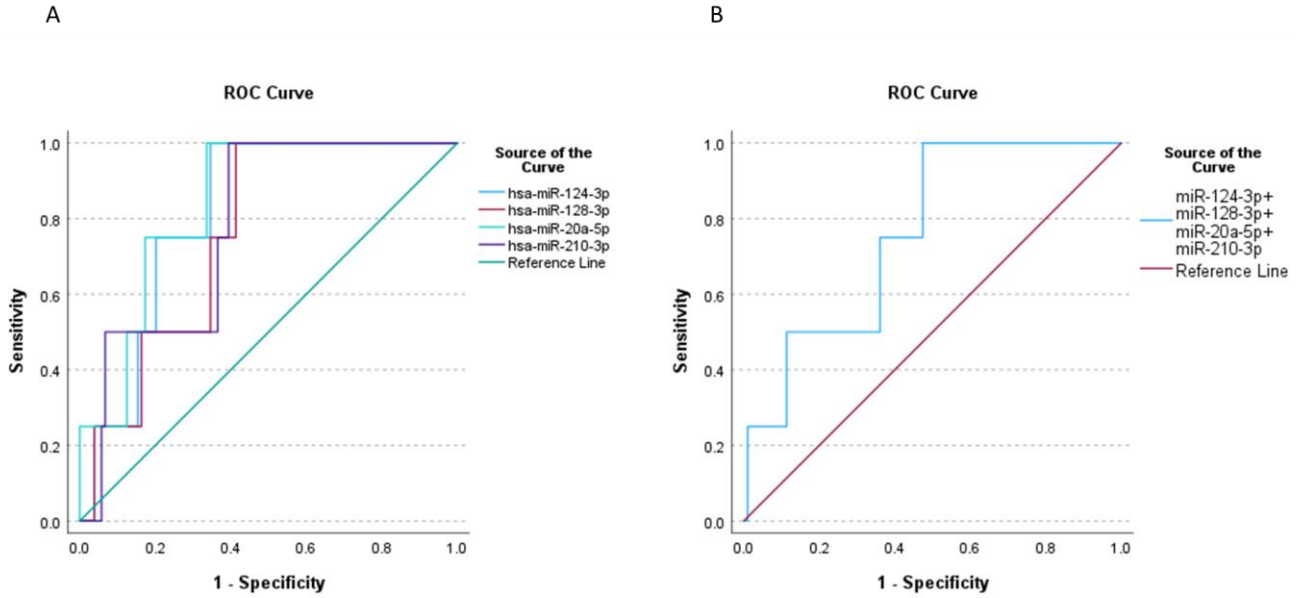 A
B
ROC Curve
1.0
0.8
0.6
0.4
0.2
0.0
Sensitivity
0.0 0.2 0.4 0.6 0.8 1.0
1 - Specificity
Source of the
Curve
hsa-miR-124-3p
hsa-miR-128-3p
hsa-miR-20a-5p
hsa-miR-210-3p
Reference Line
ROC Curve
1.0
0.8
0.6
0.4
0.2
0.0
Sensitivity
0.0 0.2 0.4 0.6 0.8 1.0
1 - Specificity
Source of the
Curve
miR-124-3p+
miR-128-3p+
miR-20a-5p+
miR-210-3p
Reference Line